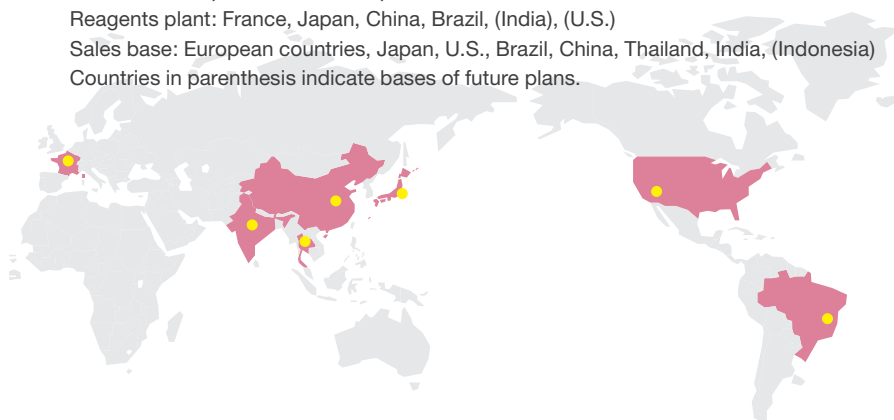 Reagents plant: France, Japan, China, Brazil, (India), (U.S.)
Sales base: European countries, Japan, U.S., Brazil, China, Thailand, India, (Indonesia)
Countries in parenthesis indicate bases of future plans.